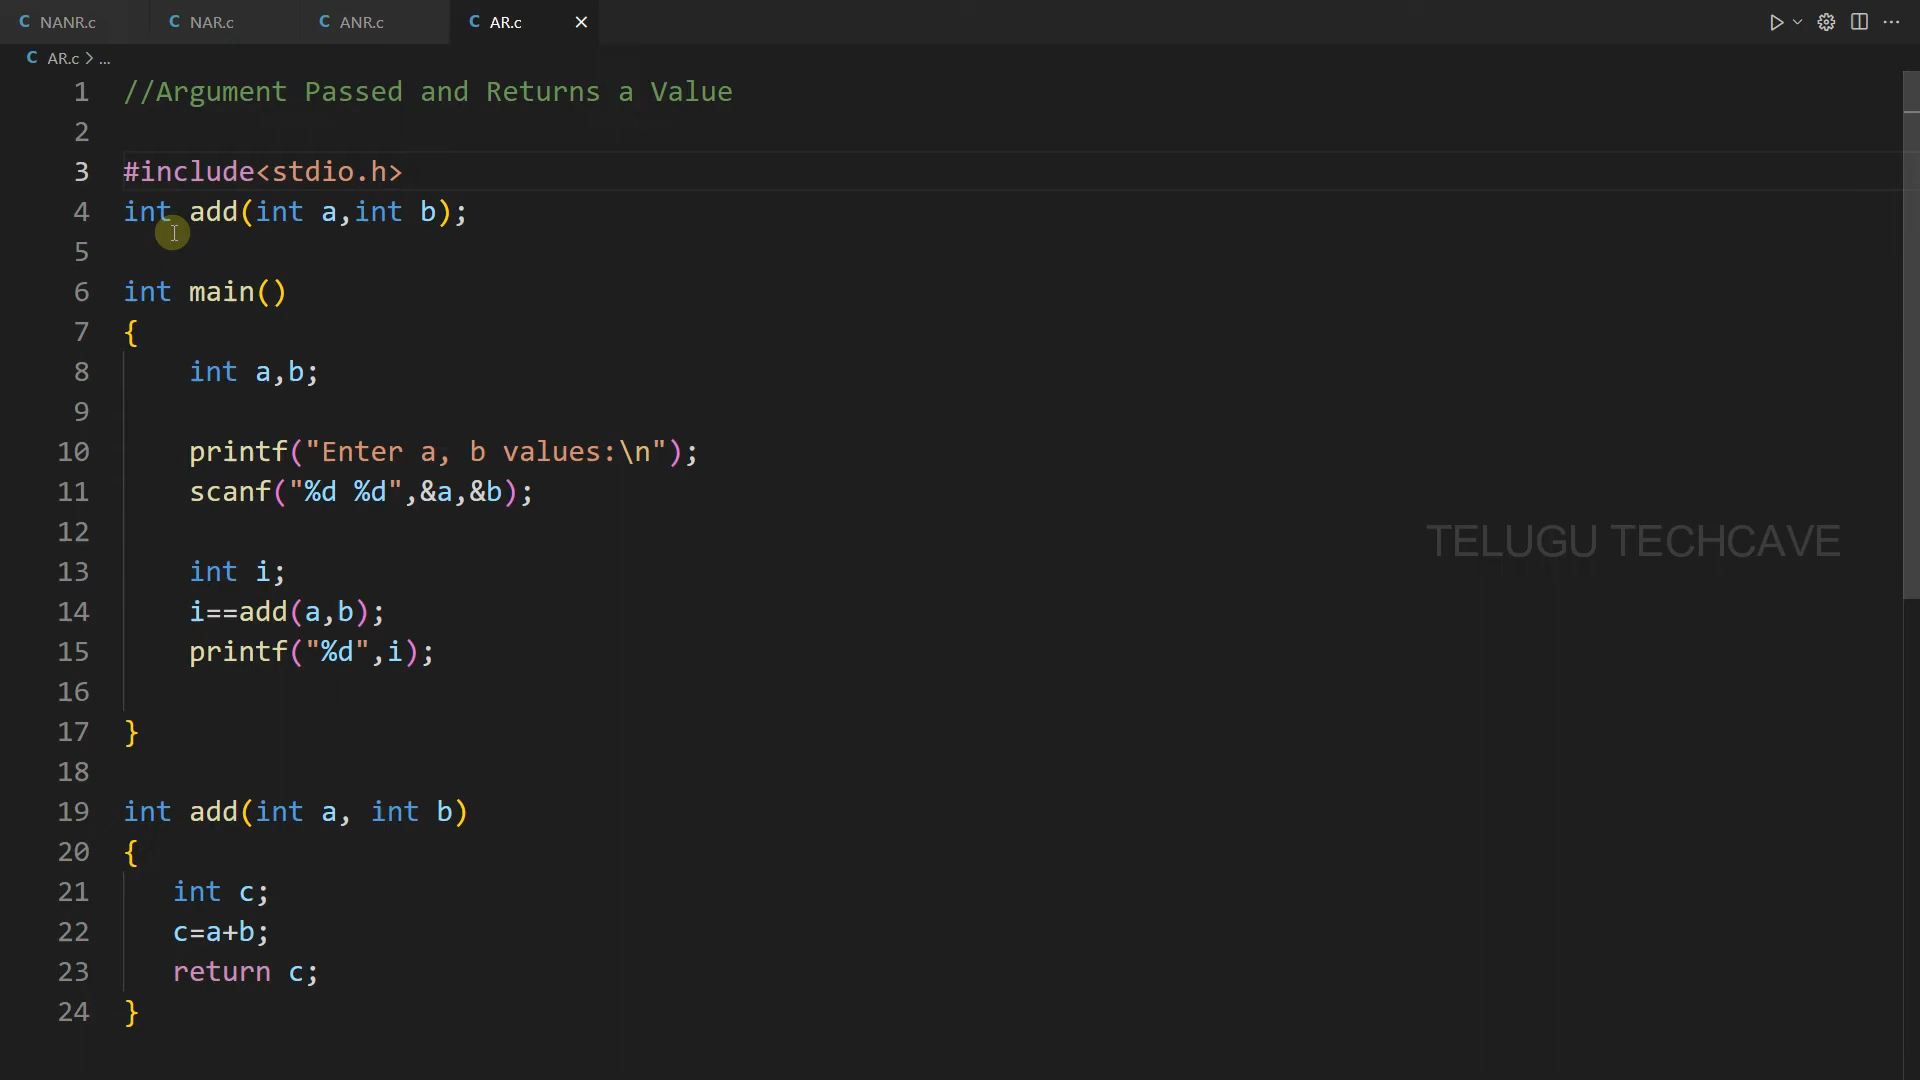 C NANR.c C NAR.c C ANR.c C AR.c ×
C AR.c > ...
1 //Argument Passed and Returns a Value
2
3 #include<stdio.h>
4 int add(int a,int b);
5
6 int main()
7 {
8 int a,b;
9
10 printf("Enter a, b values:\n");
11 scanf("%d %d",&a,&b);
12
13 int i;
14 i==add(a,b);
15 printf("%d",i);
16
17 }
18
19 int add(int a, int b)
20 {
21 int c;
22 c=a+b;
23 return c;
24 }
TELUGU TECHCAVE